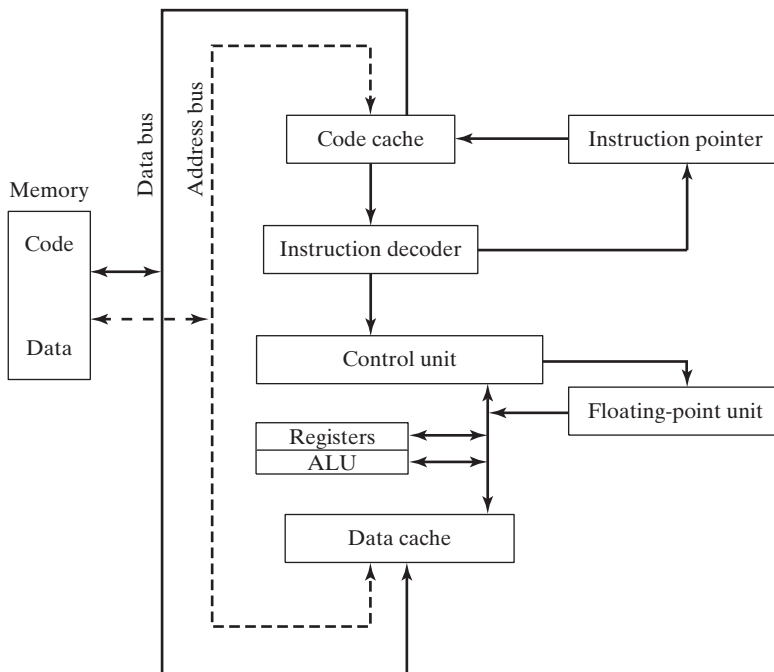 Data bus
Address bus
Code cache
Instruction pointer
Memory
Code
Instruction decoder
Data
Control unit
Floating-point unit
Registers
ALU
Data cache